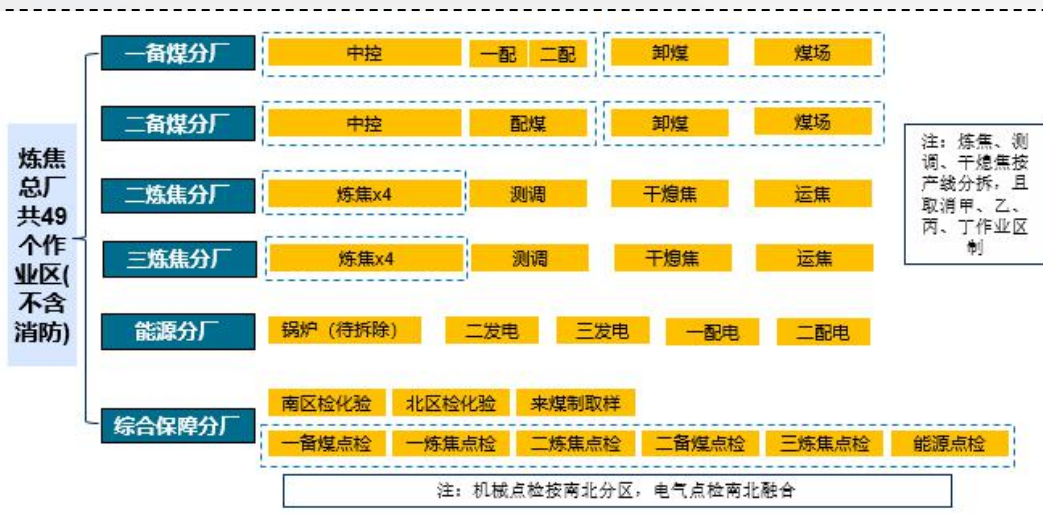 炼焦
总厂
共49
个作
业区(
不含
消防)
一备煤分厂 中控 一配 二配 卸煤 煤场
二备煤分厂 中控 配煤 卸煤 煤场
二炼焦分厂 炼焦x4 测调 干熄焦 运焦
三炼焦分厂 炼焦x4 测调 干熄焦 运焦
能源分厂 锅炉（待拆除） 二发电 三发电 一配电 二配电
综合保障分厂
南区检化验 北区检化验 来煤制取样
一备煤点检 一炼焦点检 二炼焦点检 二备煤点检 三炼焦点检 能源点检
注：机械点检按南北分区，电气点检南北融合
注：炼焦、测
调、干熄焦按
产线分拆，且
取消甲、乙、
丙、丁作业区
制